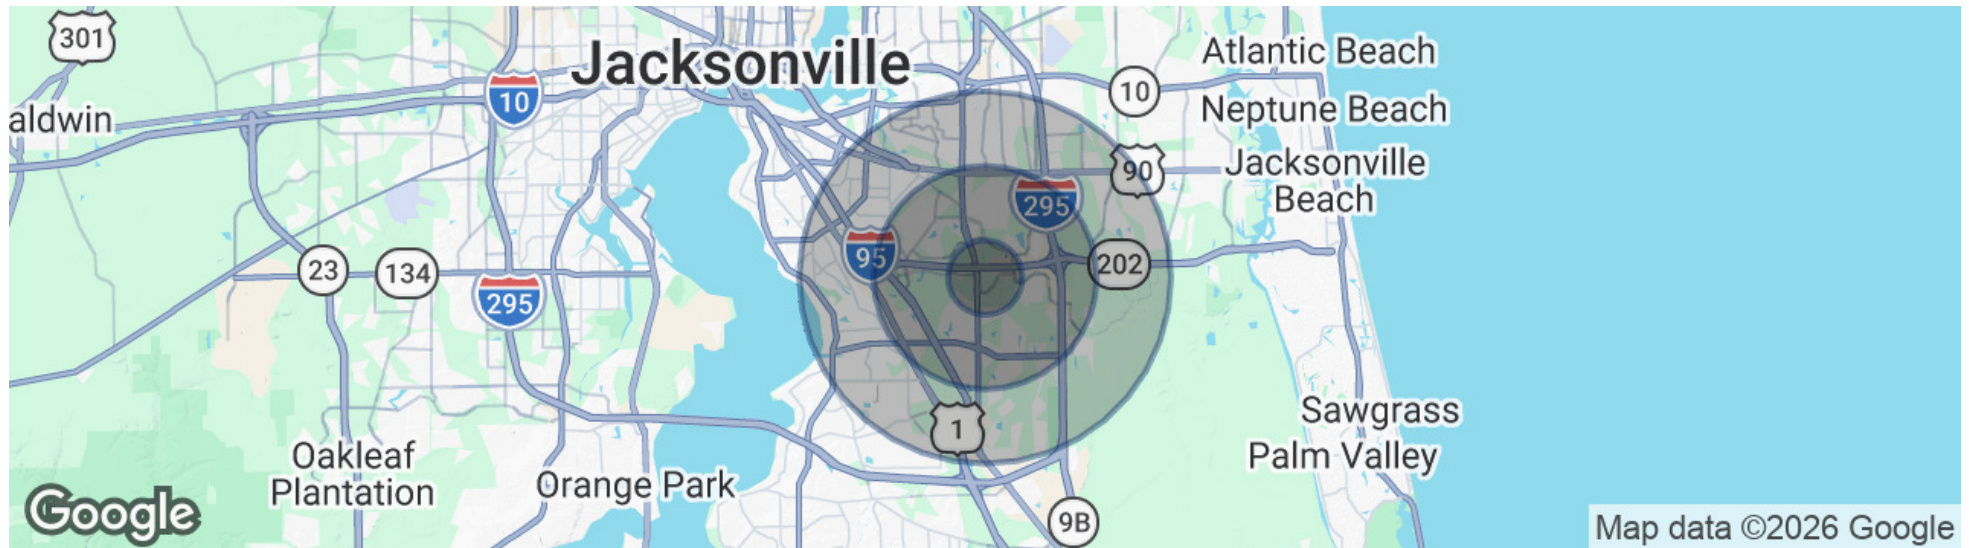 301
Jacksonville
Atlantic Beach
10
10
aldwin
Neptune Beach
Jacksonville
Beach
90
295
95
202
23
134
295
1
Sawgrass
Palm Valley
Oakleaf
Plantation
Orange Park
9B
Google
Map data ©2026 Google